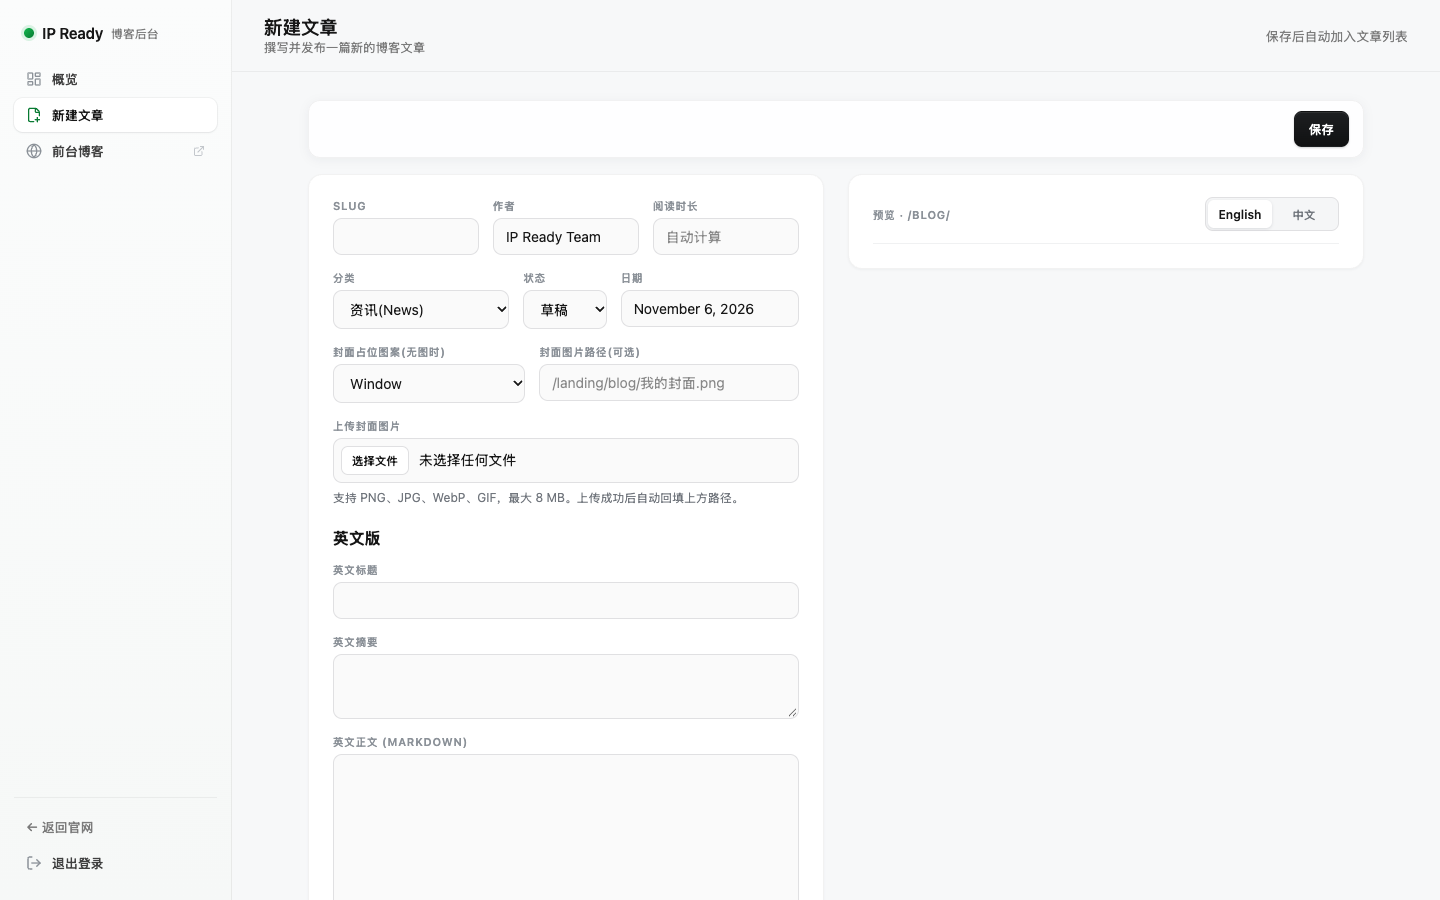 IP Ready 博客后台
概览
新建文章
前台博客
← 返回官网
退出登录
新建文章
撰写并发布一篇新的博客文章
保存后自动加入文章列表
保存
SLUG 作者 阅读时长
IP Ready Team 自动计算
分类 状态 日期
资讯(News) 草稿 November 6, 2026
封面占位图案(无图时) 封面图片路径(可选)
Window /landing/blog/我的封面.png
上传封面图片
选择文件 未选择任何文件
支持 PNG、JPG、WebP、GIF，最大 8 MB。上传成功后自动回填上方路径。
英文版
英文标题
英文摘要
英文正文 (MARKDOWN)
预览 · /BLOG/ English 中文